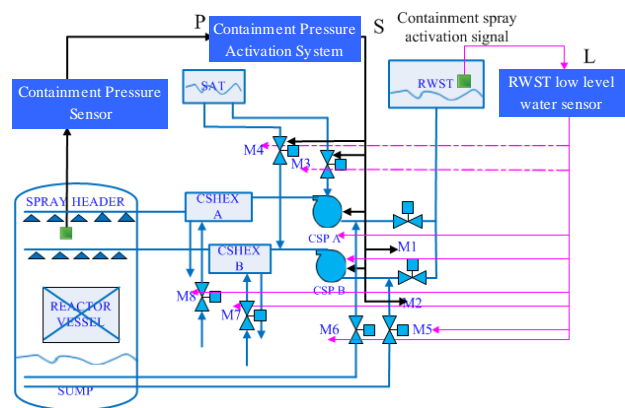 P
Containment Pressure
Activation System
S
Containment spray
activation signal
L
Containment Pressure
Sensor
SAT
RWST
RWST low level
water sensor
M4
M3
SPRAY HEADER
CSHEX
A
CSP A
M1
CSHEX
B
CSP B
M2
REACTOR
VESSEL
M8
M7
M6
M5
SUMP